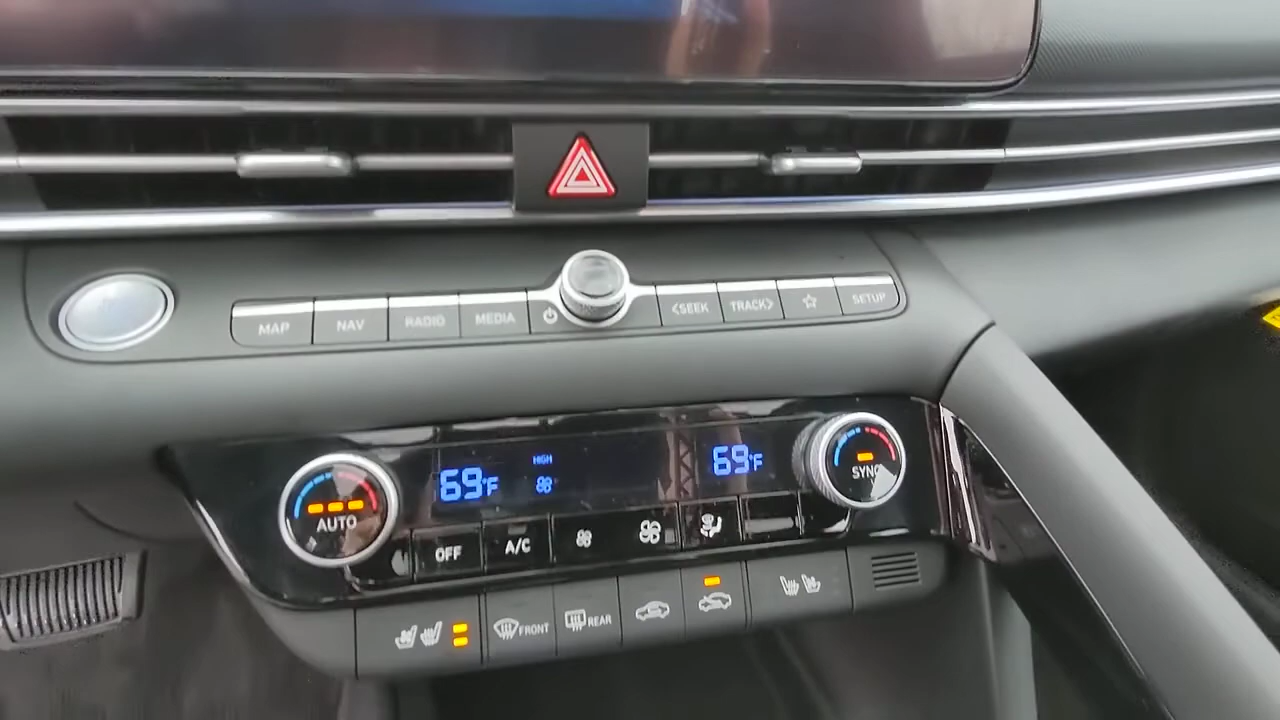 MAP NAV RADIO MEDIA <SEEK TRACK> SETUP
HIGH
69°F 69°F
AUTO SYNC
OFF A/C
FRONT REAR